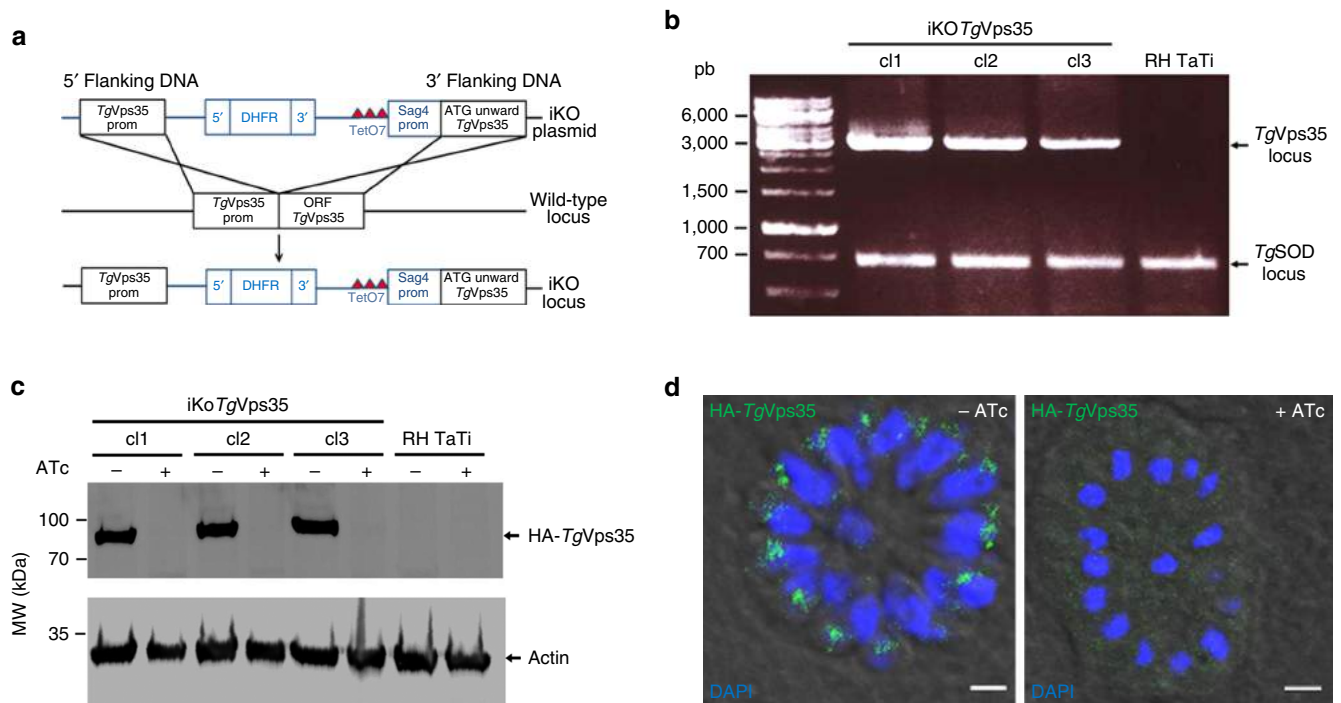 a
5′ Flanking DNA
3′ Flanking DNA
TgVps35 prom
5′ DHFR 3′
TetO7
Sag4 prom
ATG unward TgVps35
iKO plasmid
TgVps35 prom
ORF TgVps35
Wild-type locus
TgVps35 prom
5′ DHFR 3′
TetO7
Sag4 prom
ATG unward TgVps35
iKO locus
b
iKOTgVps35
pb
cl1 cl2 cl3 RH TaTi
6,000
3,000
1,500
1,000
700
TgVps35 locus
TgSOD locus
c
iKoTgVps35
cl1 cl2 cl3 RH TaTi
ATc – + – + – + – +
MW (kDa)
100
70
35
HA-TgVps35
Actin
d
HA-TgVps35 – ATc
DAPI
HA-TgVps35 + ATc
DAPI